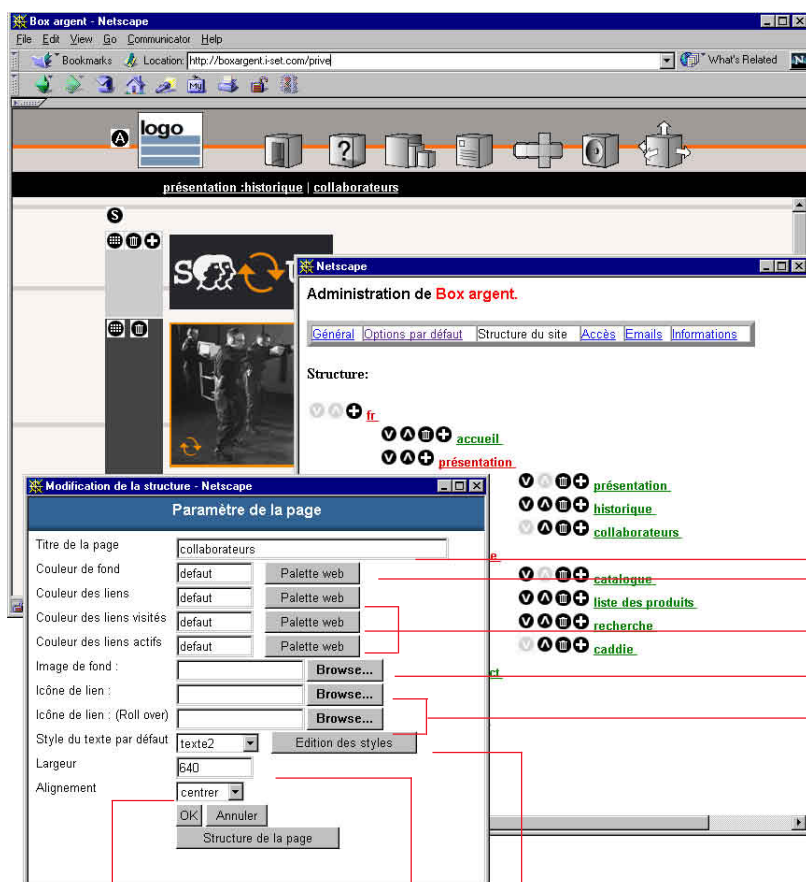 Box argent - Netscape
File Edit View Go Communicator Help
Bookmarks Location: http://boxargent.i-set.com/prive What's Related N
My
A logo
?
présentation :historique | collaborateurs
S
S
Netscape
Administration de Box argent.
Général Options par défaut Structure du site Accès Emails Informations
Structure:
fr
accueil
présentation
présentation
historique
collaborateurs
e
catalogue
liste des produits
recherche
caddie
ct
Modification de la structure - Netscape
Paramètre de la page
Titre de la page collaborateurs
Couleur de fond defaut Palette web
Couleur des liens defaut Palette web
Couleur des liens visités defaut Palette web
Couleur des liens actifs defaut Palette web
Image de fond : Browse...
Icône de lien : Browse...
Icône de lien : (Roll over) Browse...
Style du texte par défaut texte2 Edition des styles
Largeur 640
Alignement centrer
OK Annuler
Structure de la page